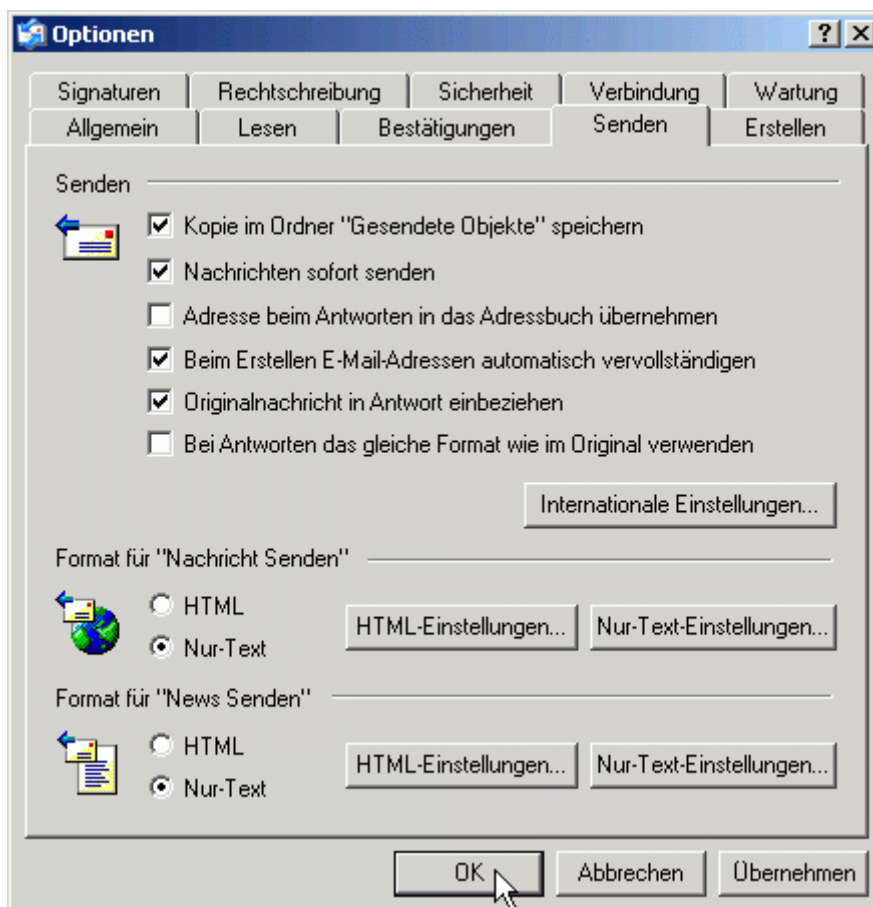 Optionen
Signaturen Rechtschreibung Sicherheit Verbindung Wartung
Allgemein Lesen Bestätigungen Senden Erstellen
Senden
Kopie im Ordner "Gesendete Objekte" speichern
Nachrichten sofort senden
Adresse beim Antworten in das Adressbuch übernehmen
Beim Erstellen E-Mail-Adressen automatisch vervollständigen
Originalnachricht in Antwort einbeziehen
Bei Antworten das gleiche Format wie im Original verwenden
Internationale Einstellungen...
Format für "Nachricht Senden"
HTML
Nur-Text
HTML-Einstellungen... Nur-Text-Einstellungen...
Format für "News Senden"
HTML
Nur-Text
HTML-Einstellungen... Nur-Text-Einstellungen...
OK Abbrechen Übernehmen